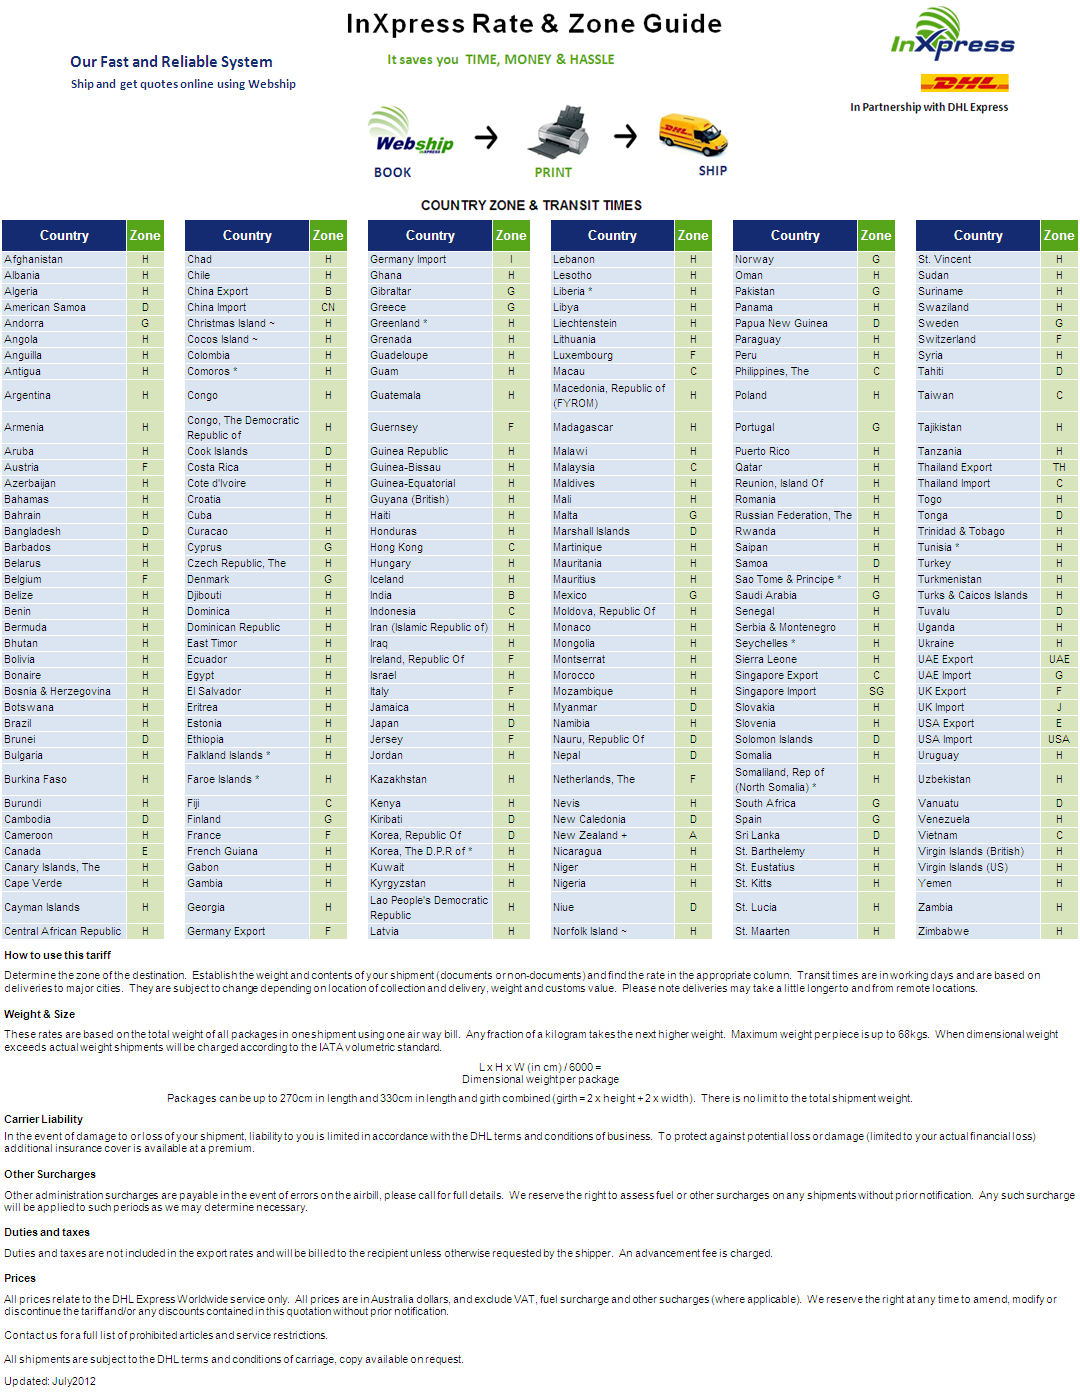 InXpress Rate & Zone Guide
InXpress
Our Fast and Reliable System
It saves you TIME, MONEY & HASSLE
Ship and get quotes online using Webship
DHL
In Partnership with DHL Express
Webship
INXPRESS
DHL
BOOK
PRINT
SHIP
COUNTRY ZONE & TRANSIT TIMES
Country Zone Country Zone Country Zone Country Zone Country Zone Country Zone
Afghanistan H Chad H Germany Import I Lebanon H Norway G St. Vincent H
Albania H Chile H Ghana H Lesotho H Oman H Sudan H
Algeria H China Export B Gibraltar G Liberia * H Pakistan G Suriname H
American Samoa D China Import CN Greece G Libya H Panama H Swaziland H
Andorra G Christmas Island ~ H Greenland * H Liechtenstein H Papua New Guinea D Sweden G
Angola H Cocos Island ~ H Grenada H Lithuania H Paraguay H Switzerland F
Anguilla H Colombia H Guadeloupe H Luxembourg F Peru H Syria H
Antigua H Comoros * H Guam H Macau C Philippines, The C Tahiti D
Argentina H Congo H Guatemala H Macedonia, Republic of (FYROM) H Poland H Taiwan C
Armenia H Congo, The Democratic Republic of H Guernsey F Madagascar H Portugal G Tajikistan H
Aruba H Cook Islands D Guinea Republic H Malawi H Puerto Rico H Tanzania H
Austria F Costa Rica H Guinea-Bissau H Malaysia C Qatar H Thailand Export TH
Azerbaijan H Cote d'Ivoire H Guinea-Equatorial H Maldives H Reunion, Island Of H Thailand Import C
Bahamas H Croatia H Guyana (British) H Mali H Romania H Togo H
Bahrain H Cuba H Haiti H Malta G Russian Federation, The H Tonga D
Bangladesh D Curacao H Honduras H Marshall Islands D Rwanda H Trinidad & Tobago H
Barbados H Cyprus G Hong Kong C Martinique H Saipan H Tunisia * H
Belarus H Czech Republic, The H Hungary H Mauritania H Samoa D Turkey H
Belgium F Denmark G Iceland H Mauritius H Sao Tome & Principe * H Turkmenistan H
Belize H Djibouti H India B Mexico G Saudi Arabia G Turks & Caicos Islands H
Benin H Dominica H Indonesia C Moldova, Republic Of H Senegal H Tuvalu D
Bermuda H Dominican Republic H Iran (Islamic Republic of) H Monaco H Serbia & Montenegro H Uganda H
Bhutan H East Timor H Iraq H Mongolia H Seychelles * H Ukraine H
Bolivia H Ecuador H Ireland, Republic Of F Montserrat H Sierra Leone H UAE Export UAE
Bonaire H Egypt H Israel H Morocco H Singapore Export C UAE Import G
Bosnia & Herzegovina H El Salvador H Italy F Mozambique H Singapore Import SG UK Export F
Botswana H Eritrea H Jamaica H Myanmar D Slovakia H UK Import J
Brazil H Estonia H Japan D Namibia H Slovenia H USA Export E
Brunei D Ethiopia H Jersey F Nauru, Republic Of D Solomon Islands D USA Import USA
Bulgaria H Falkland Islands * H Jordan H Nepal D Somalia H Uruguay H
Burkina Faso H Faroe Islands * H Kazakhstan H Netherlands, The F Somaliland, Rep of (North Somalia) * H Uzbekistan H
Burundi H Fiji C Kenya H Nevis H South Africa G Vanuatu D
Cambodia D Finland G Kiribati D New Caledonia D Spain G Venezuela H
Cameroon H France F Korea, Republic Of D New Zealand + A Sri Lanka D Vietnam C
Canada E French Guiana H Korea, The D.P.R of * H Nicaragua H St. Barthelemy H Virgin Islands (British) H
Canary Islands, The H Gabon H Kuwait H Niger H St. Eustatius H Virgin Islands (US) H
Cape Verde H Gambia H Kyrgyzstan H Nigeria H St. Kitts H Yemen H
Cayman Islands H Georgia H Lao People's Democratic Republic H Niue D St. Lucia H Zambia H
Central African Republic H Germany Export F Latvia H Norfolk Island ~ H St. Maarten H Zimbabwe H
How to use this tariff
Determine the zone of the destination. Establish the weight and contents of your shipment (documents or non-documents) and find the rate in the appropriate column. Transit times are in working days and are based on
deliveries to major cities. They are subject to change depending on location of collection and delivery, weight and customs value. Please note deliveries may take a little longer to and from remote locations.
Weight & Size
These rates are based on the total weight of all packages in one shipment using one air way bill. Any fraction of a kilogram takes the next higher weight. Maximum weight per piece is up to 68kgs. When dimensional weight
exceeds actual weight shipments will be charged according to the IATA volumetric standard.
L x H x W (in cm) / 6000 =
Dimensional weight per package
Packages can be up to 270cm in length and 330cm in length and girth combined (girth = 2 x height + 2 x width). There is no limit to the total shipment weight.
Carrier Liability
In the event of damage to or loss of your shipment, liability to you is limited in accordance with the DHL terms and conditions of business. To protect against potential loss or damage (limited to your actual financial loss)
additional insurance cover is available at a premium.
Other Surcharges
Other administration surcharges are payable in the event of errors on the airbill, please call for full details. We reserve the right to assess fuel or other surcharges on any shipments without prior notification. Any such surcharge
will be applied to such periods as we may determine necessary.
Duties and taxes
Duties and taxes are not included in the export rates and will be billed to the recipient unless otherwise requested by the shipper. An advancement fee is charged.
Prices
All prices relate to the DHL Express Worldwide service only. All prices are in Australia dollars, and exclude VAT, fuel surcharge and other sucharges (where applicable). We reserve the right at any time to amend, modify or
discontinue the tariff and/or any discounts contained in this quotation without prior notification.
Contact us for a full list of prohibited articles and service restrictions.
All shipments are subject to the DHL terms and conditions of carriage, copy available on request.
Updated: July2012